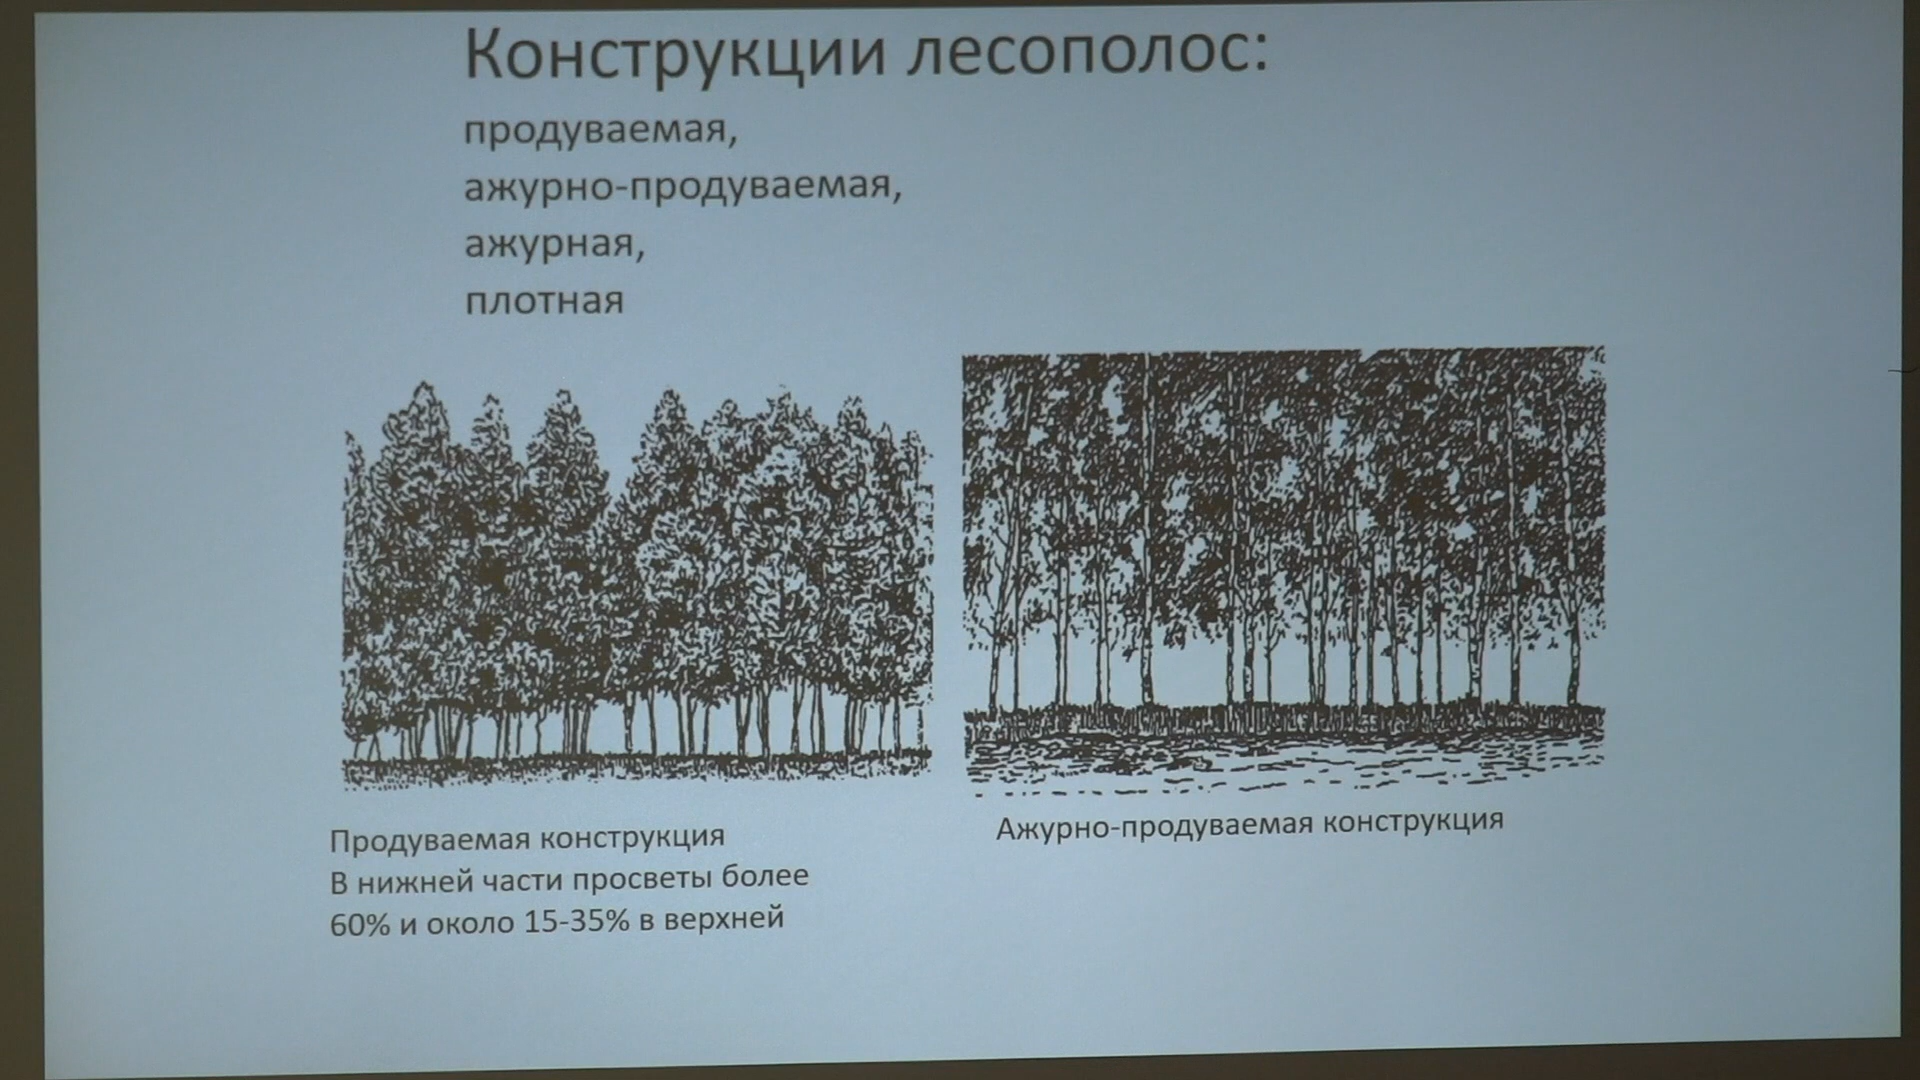 Конструкции лесополос:
продуваемая,
ажурно-продуваемая,
ажурная,
плотная
Продуваемая конструкция
В нижней части просветы более
60% и около 15-35% в верхней
Ажурно-продуваемая конструкция